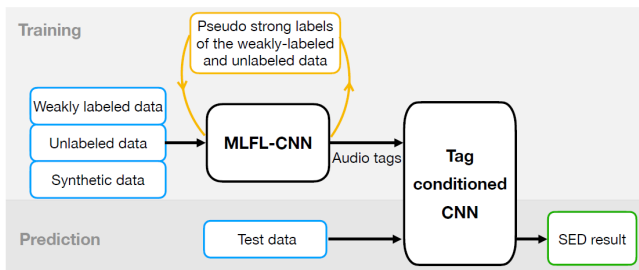 Training
Pseudo strong labels
of the weakly-labeled
and unlabeled data
Weakly labeled data
Unlabeled data
Synthetic data
MLFL-CNN
Audio tags
Tag
conditioned
CNN
Prediction
Test data
SED result